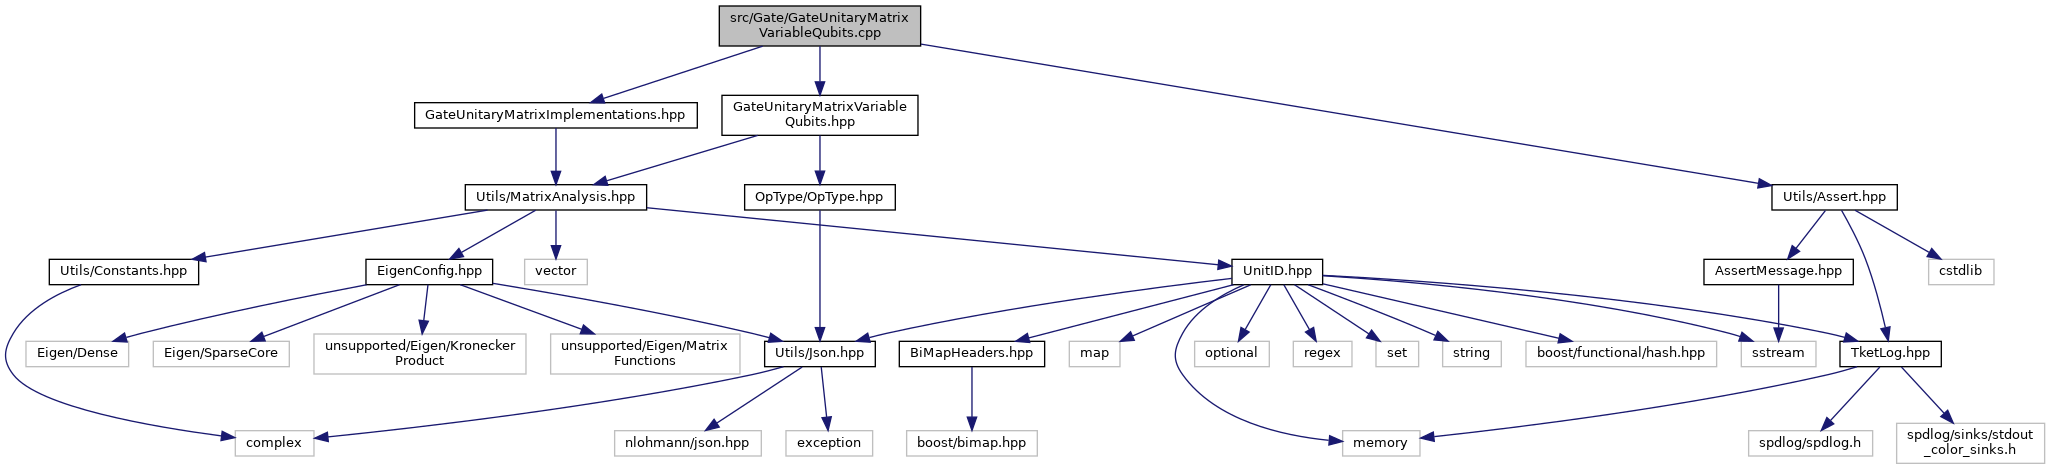 src/Gate/GateUnitaryMatrix
VariableQubits.cpp
GateUnitaryMatrixImplementations.hpp
GateUnitaryMatrixVariable
Qubits.hpp
Utils/MatrixAnalysis.hpp
OpType/OpType.hpp
Utils/Assert.hpp
Utils/Constants.hpp
EigenConfig.hpp
vector
UnitID.hpp
AssertMessage.hpp
cstdlib
Eigen/Dense
Eigen/SparseCore
unsupported/Eigen/Kronecker
Product
unsupported/Eigen/Matrix
Functions
Utils/Json.hpp
BiMapHeaders.hpp
map
optional
regex
set
string
boost/functional/hash.hpp
sstream
TketLog.hpp
complex
nlohmann/json.hpp
exception
boost/bimap.hpp
memory
spdlog/spdlog.h
spdlog/sinks/stdout
_color_sinks.h